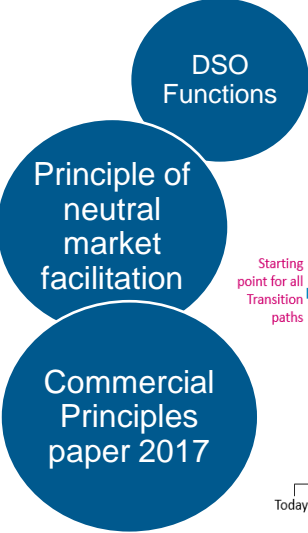 DSO
Functions
Principle of
neutral
market
facilitation
Starting
point for all
Transition
paths
Commercial
Principles
paper 2017
Today